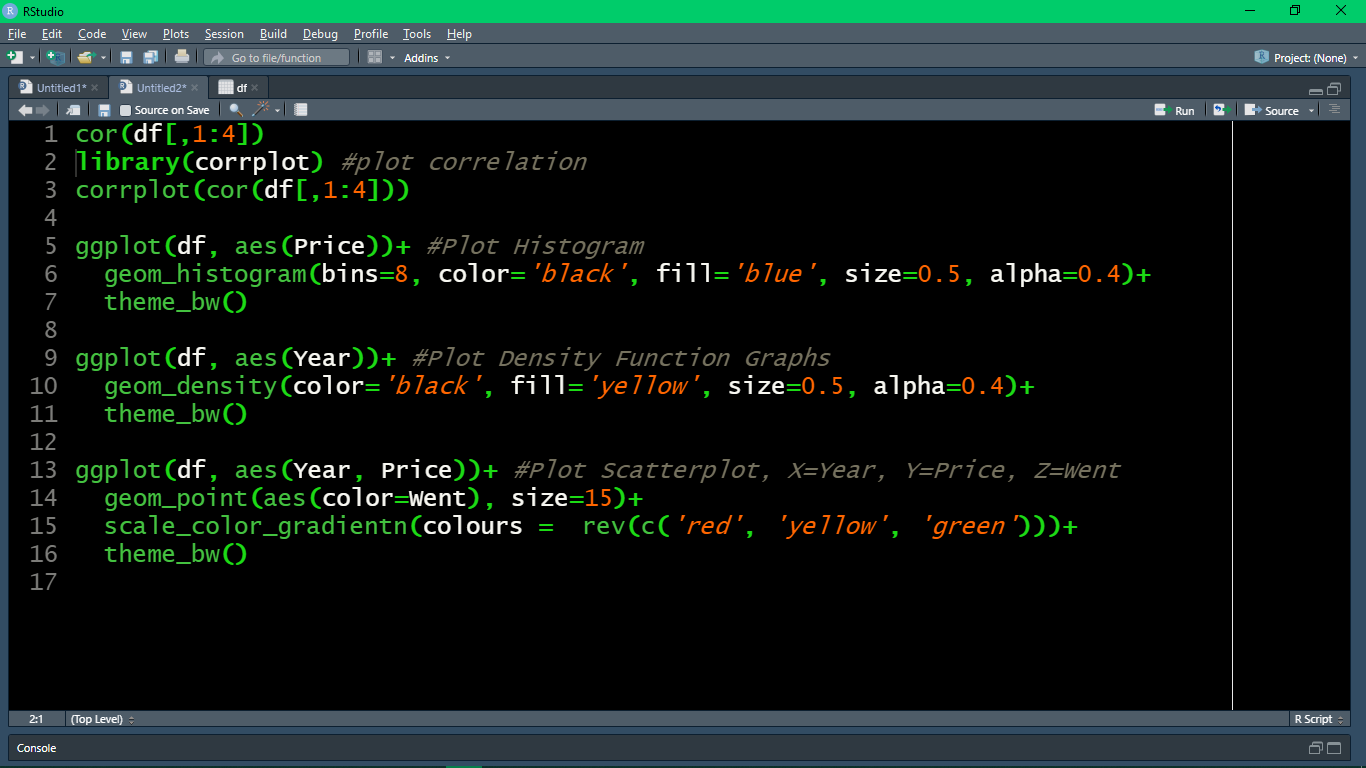 RStudio
File Edit Code View Plots Session Build Debug Profile Tools Help
Go to file/function Addins Project: (None)
Untitled1* Untitled2* df
Source on Save Run Source
1 cor(df[,1:4])
2 library(corrplot) #plot correlation
3 corrplot(cor(df[,1:4]))
4
5 ggplot(df, aes(Price))+ #Plot Histogram
6   geom_histogram(bins=8, color='black', fill='blue', size=0.5, alpha=0.4)+
7   theme_bw()
8
9 ggplot(df, aes(Year))+ #Plot Density Function Graphs
10   geom_density(color='black', fill='yellow', size=0.5, alpha=0.4)+
11   theme_bw()
12
13 ggplot(df, aes(Year, Price))+ #Plot Scatterplot, X=Year, Y=Price, Z=Went
14   geom_point(aes(color=Went), size=15)+
15   scale_color_gradientn(colours =  rev(c('red', 'yellow', 'green')))+
16   theme_bw()
17
2:1 (Top Level) R Script
Console